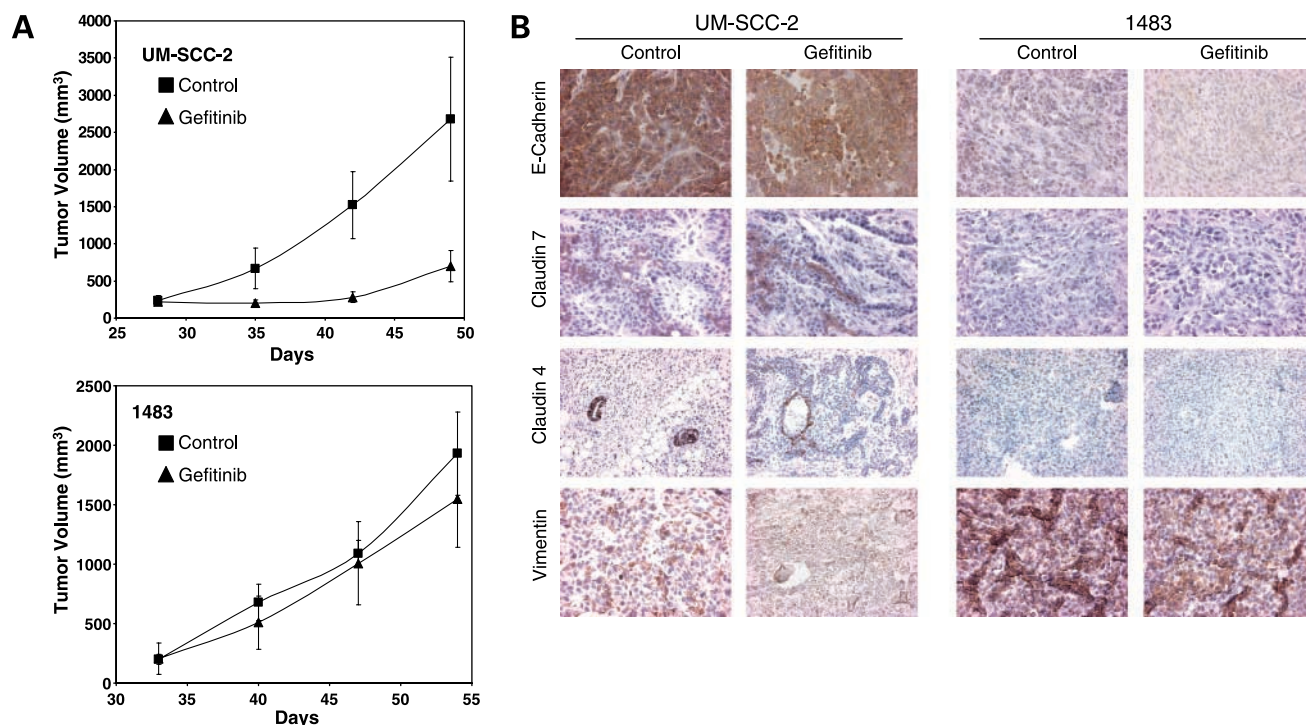 A
4000
3500
3000
2500
2000
1500
1000
500
0
Tumor Volume (mm³)
UM-SCC-2
Control
Gefitinib
25 30 35 40 45 50
Days
2500
2000
1500
1000
500
0
Tumor Volume (mm³)
1483
Control
Gefitinib
30 35 40 45 50 55
Days
B
UM-SCC-2 1483
Control Gefitinib Control Gefitinib
E-Cadherin
Claudin 7
Claudin 4
Vimentin